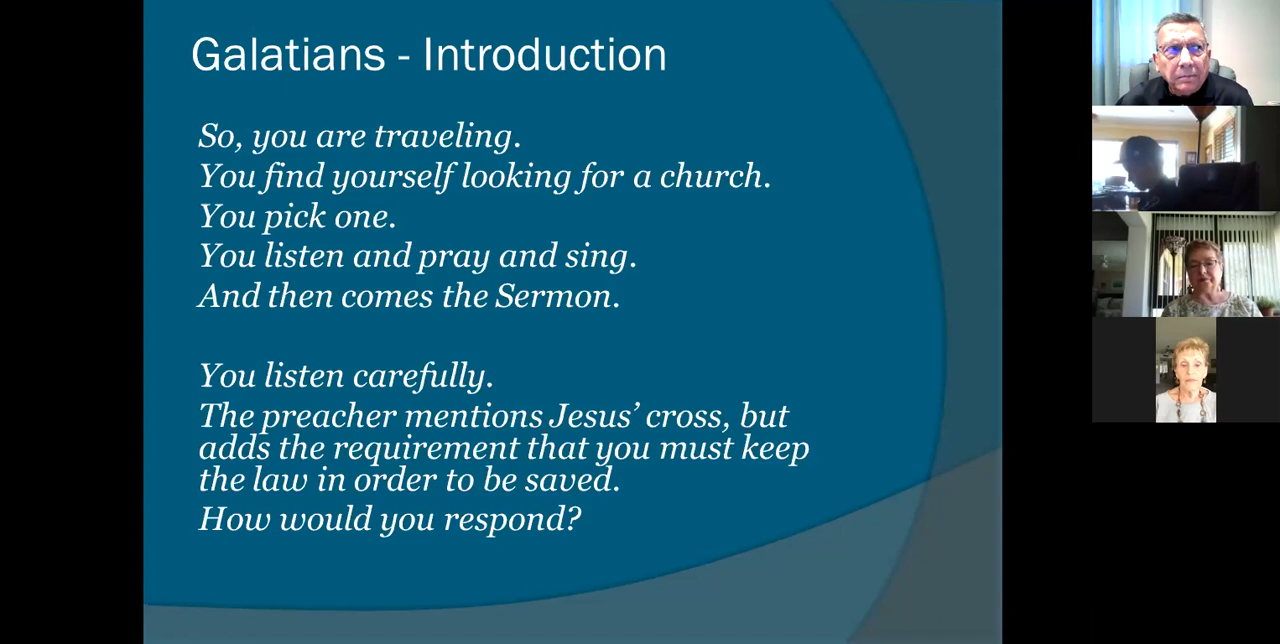 Galatians - Introduction
So, you are traveling.
You find yourself looking for a church.
You pick one.
You listen and pray and sing.
And then comes the Sermon.
You listen carefully.
The preacher mentions Jesus’ cross, but
adds the requirement that you must keep
the law in order to be saved.
How would you respond?